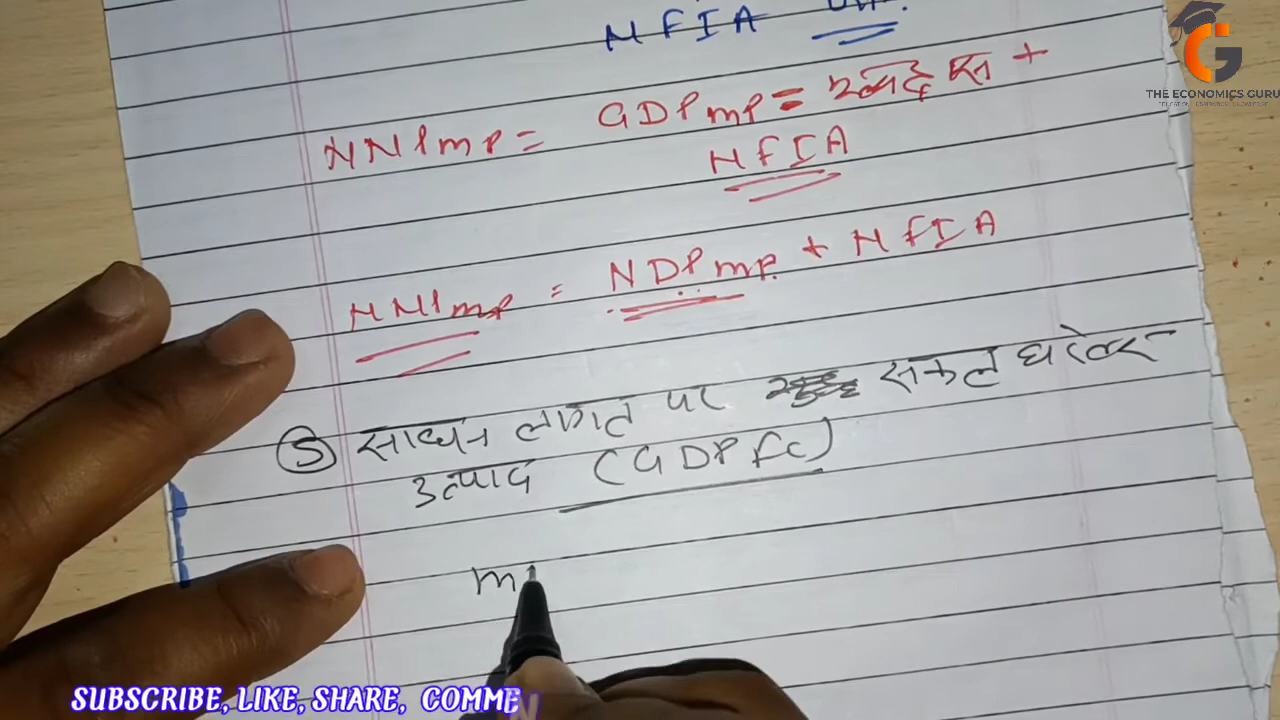 NFIA
NNPmp = GDPmp = +
NFIA
NNPmp = NDPmp + NFIA
5 साधन लागत पर सकल घरेलू
उत्पाद (GDPfc)
m
THE ECONOMICS GURU
SUBSCRIBE, LIKE, SHARE, COMMEN